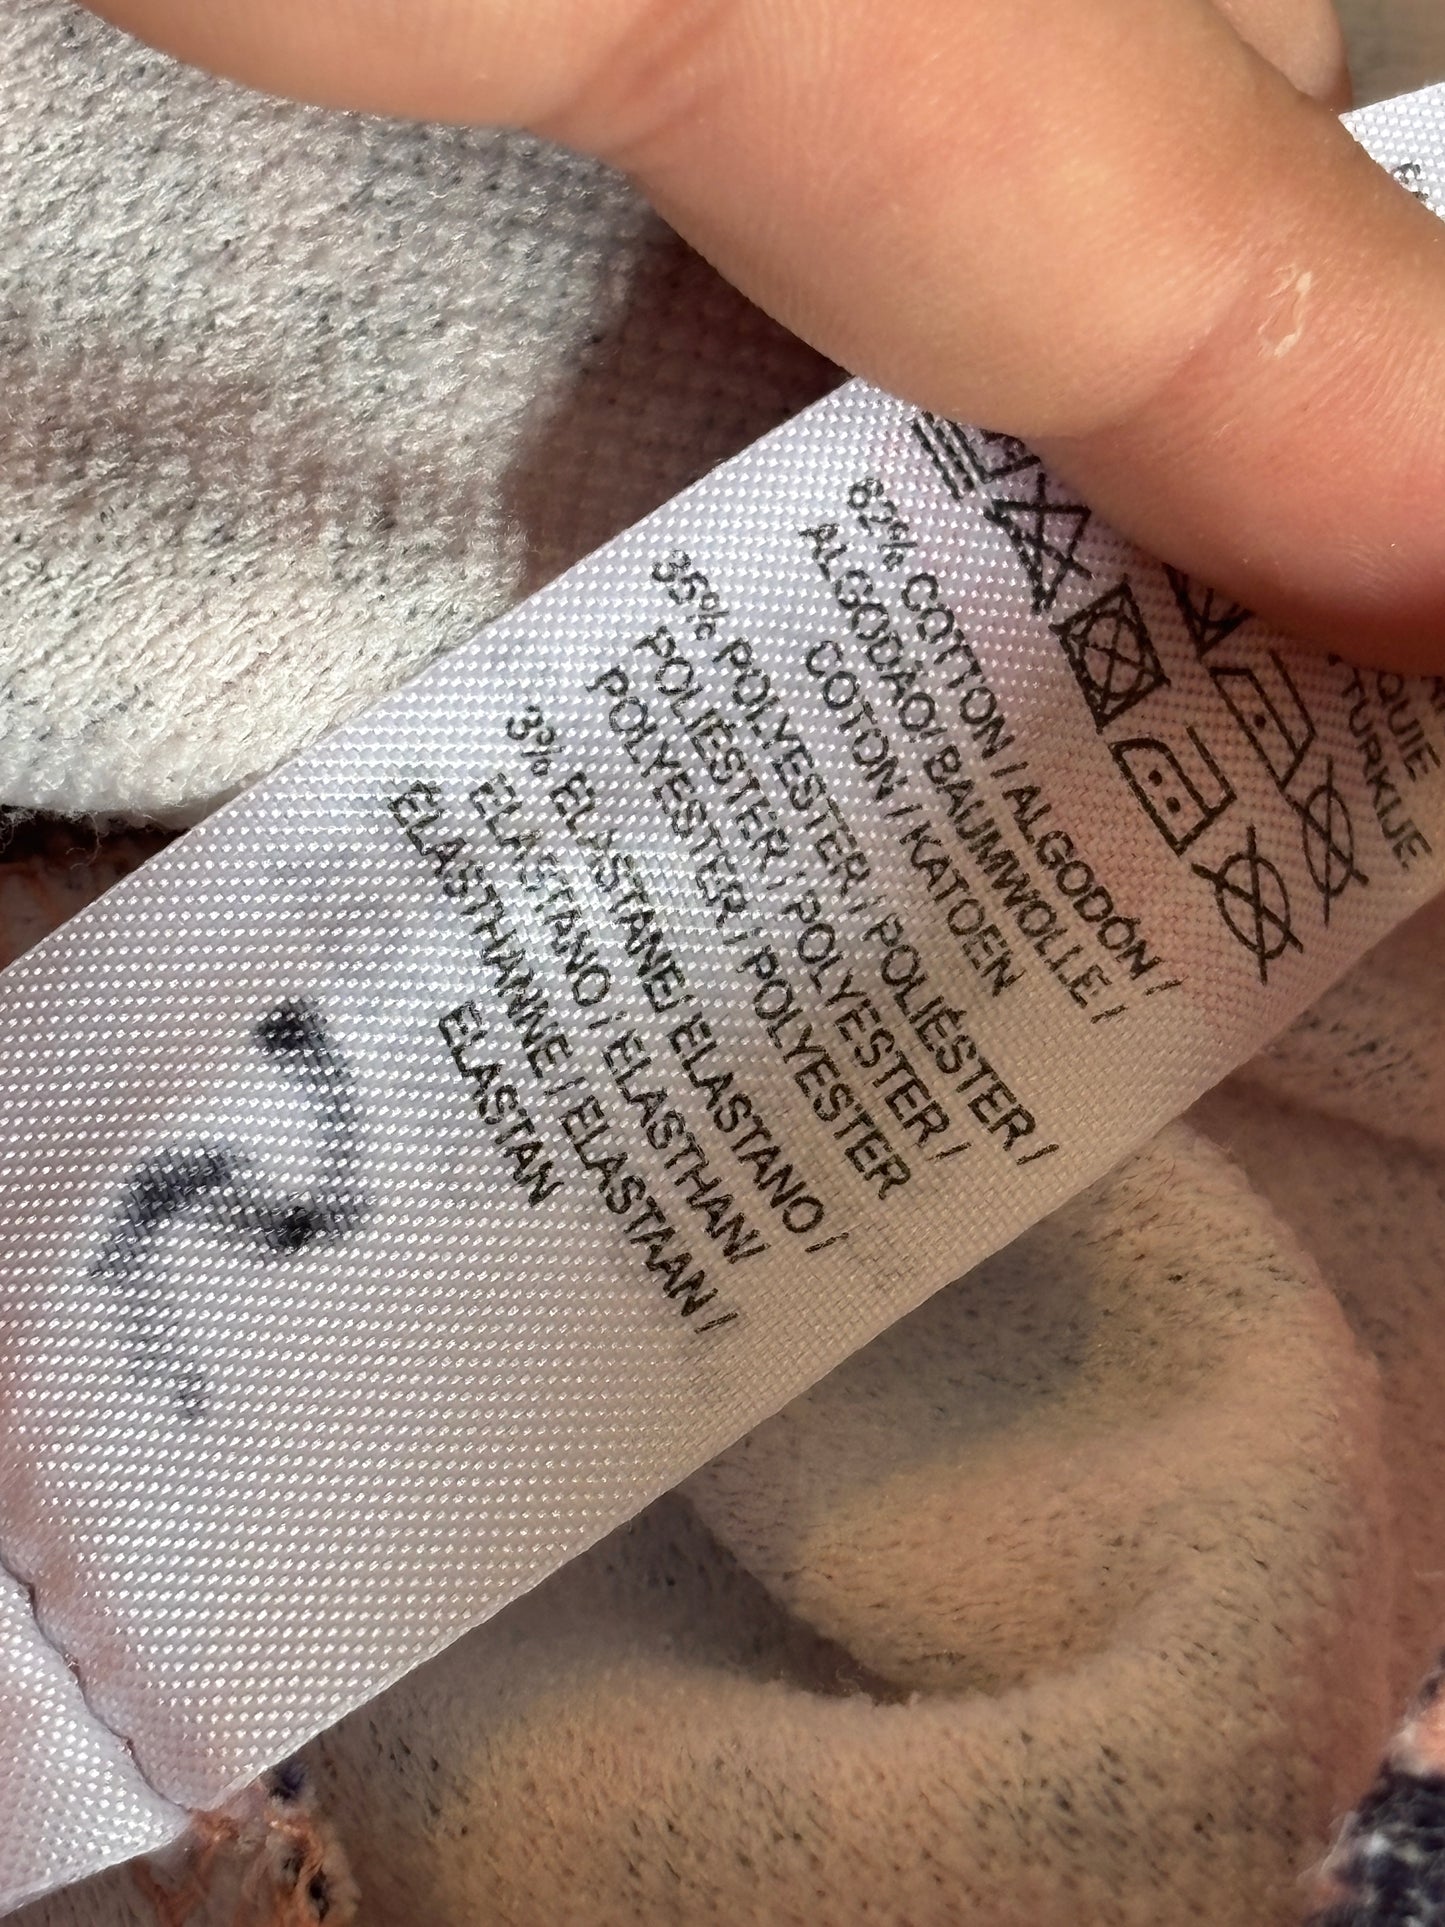 62% COTTON / ALGODÓN /
ALGODÃO/ BAUMWOLLE /
COTON / KATOEN
35% POLYESTER / POLIÉSTER /
POLIÉSTER / POLYESTER /
POLYESTER / POLYESTER
3% ELASTANE/ ELASTANO /
ELASTANO / ELASTHAN/
ELASTHANNE / ELASTAAN /
ELASTAN